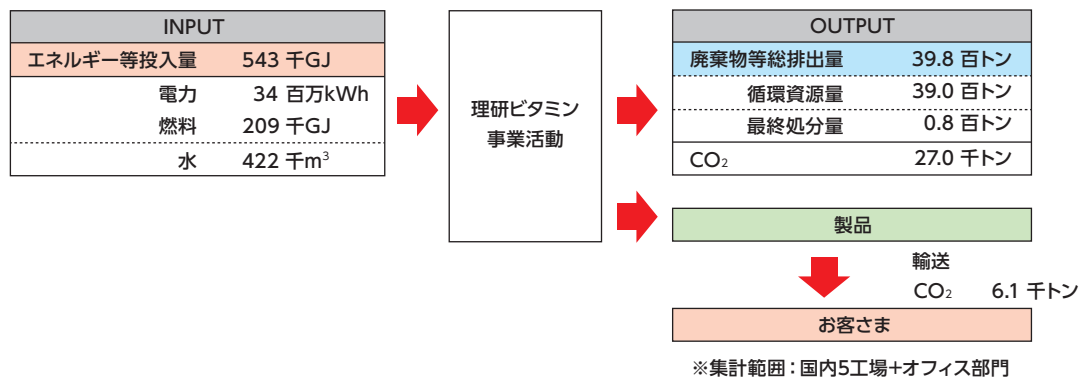 INPUT
エネルギー等投入量 543 千GJ
電力 34 百万kWh
燃料 209 千GJ
水 422 千m³
理研ビタミン
事業活動
OUTPUT
廃棄物等総排出量 39.8 百トン
循環資源量 39.0 百トン
最終処分量 0.8 百トン
CO₂ 27.0 千トン
製品
輸送
CO₂ 6.1 千トン
お客さま
※集計範囲：国内5工場+オフィス部門